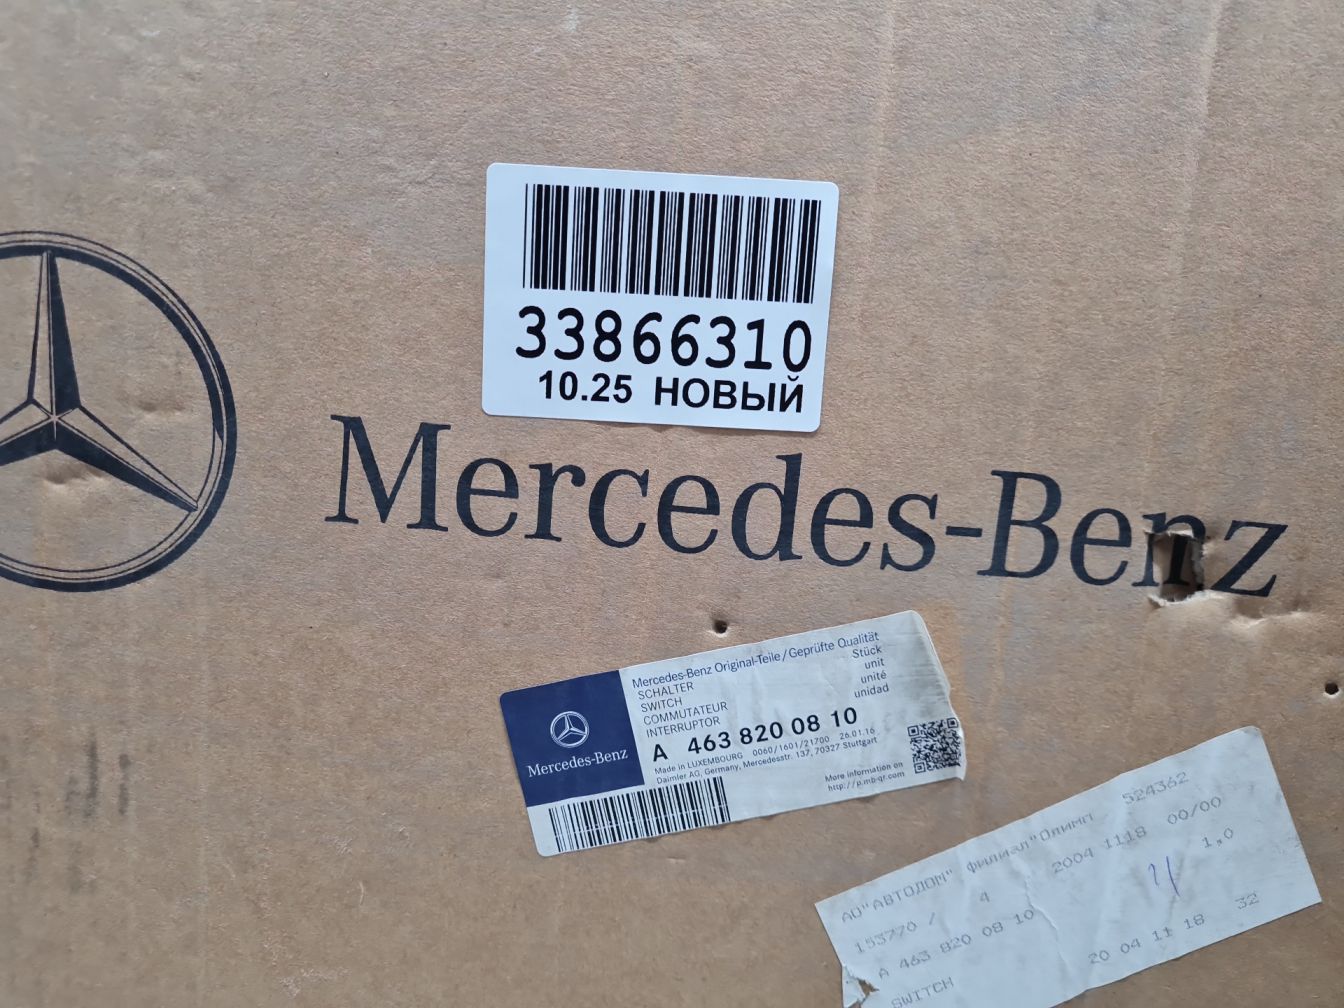 33866310
10.25 НОВЫЙ
Mercedes-Benz
Mercedes-Benz Original-Teile / Geprüfte Qualität
SCHALTER Stück
SWITCH unit
COMMUTATEUR unité
INTERRUPTOR unidad
A 463 820 08 10
Made in LUXEMBOURG 0060/1601/21700 26.01.16
Daimler AG, Germany, Mercedesstr. 137, 70327 Stuttgart
More information on
http://p.mb-qr.com
Mercedes-Benz
АО"АВТОДОМ" филиал"Олимп 524362
153770 / 4 2004 1118 00/00
A 463 820 08 10 1,0
SWITCH 20 04 11 18 32